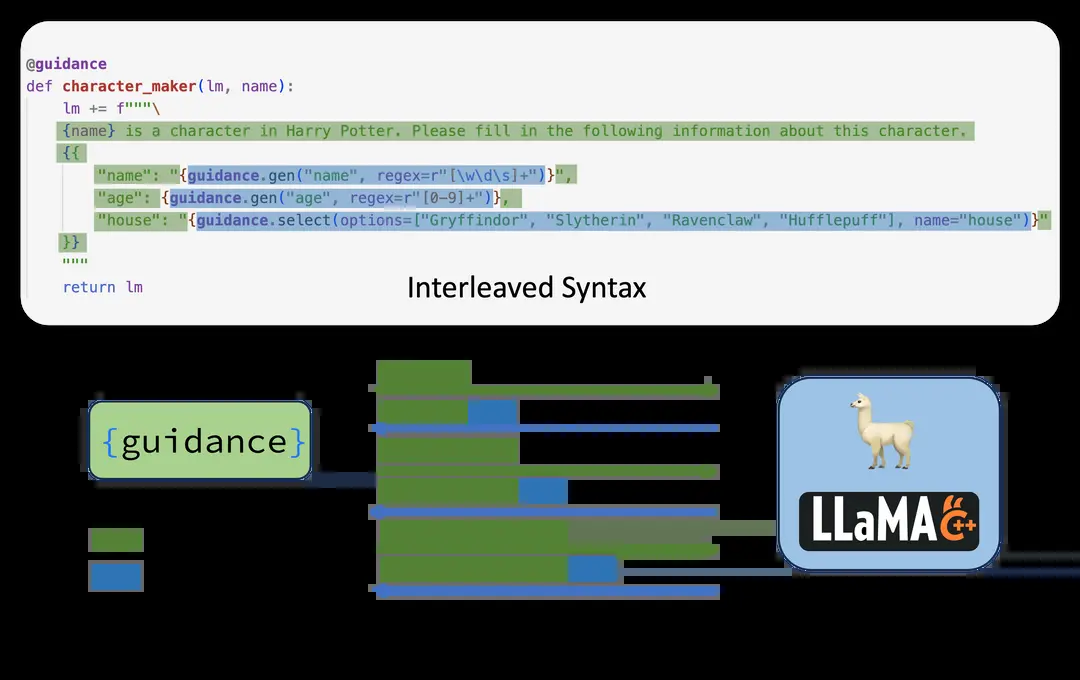 @guidance
def character_maker(lm, name):
    lm += f"""\
    {name} is a character in Harry Potter. Please fill in the following information about this character.
    {{
        "name": "{guidance.gen("name", regex=r"[\w\d\s]+")}",
        "age": {guidance.gen("age", regex=r"[0-9]+")},
        "house": "{guidance.select(options=["Gryffindor", "Slytherin", "Ravenclaw", "Hufflepuff"], name="house")}"
    }}
    """
    return lm
Interleaved Syntax
{guidance}
LLaMA C++